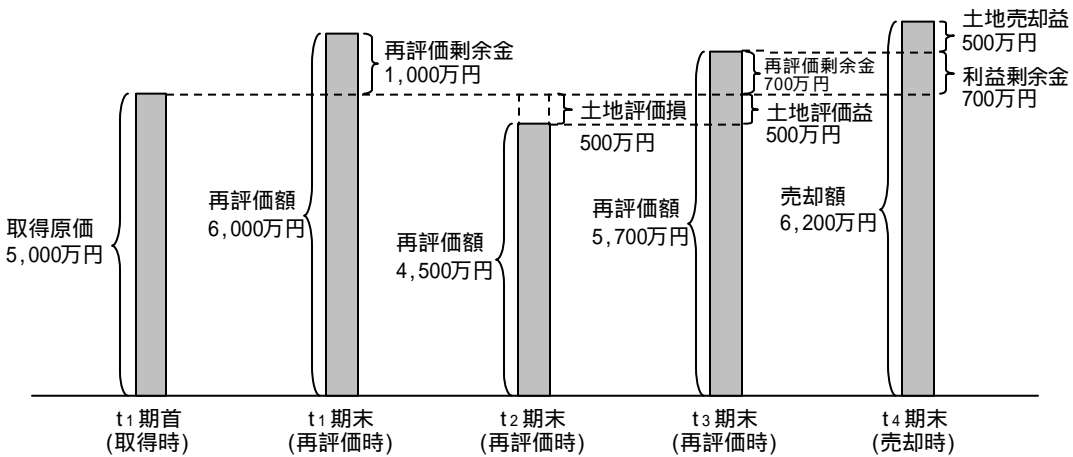 取得原価
5,000万円
再評価剰余金
1,000万円
再評価額
6,000万円
土地評価損
500万円
再評価額
4,500万円
再評価剰余金
700万円
土地評価益
500万円
再評価額
5,700万円
土地売却益
500万円
利益剰余金
700万円
売却額
6,200万円
t1期首
(取得時)
t1期末
(再評価時)
t2期末
(再評価時)
t3期末
(再評価時)
t4期末
(売却時)